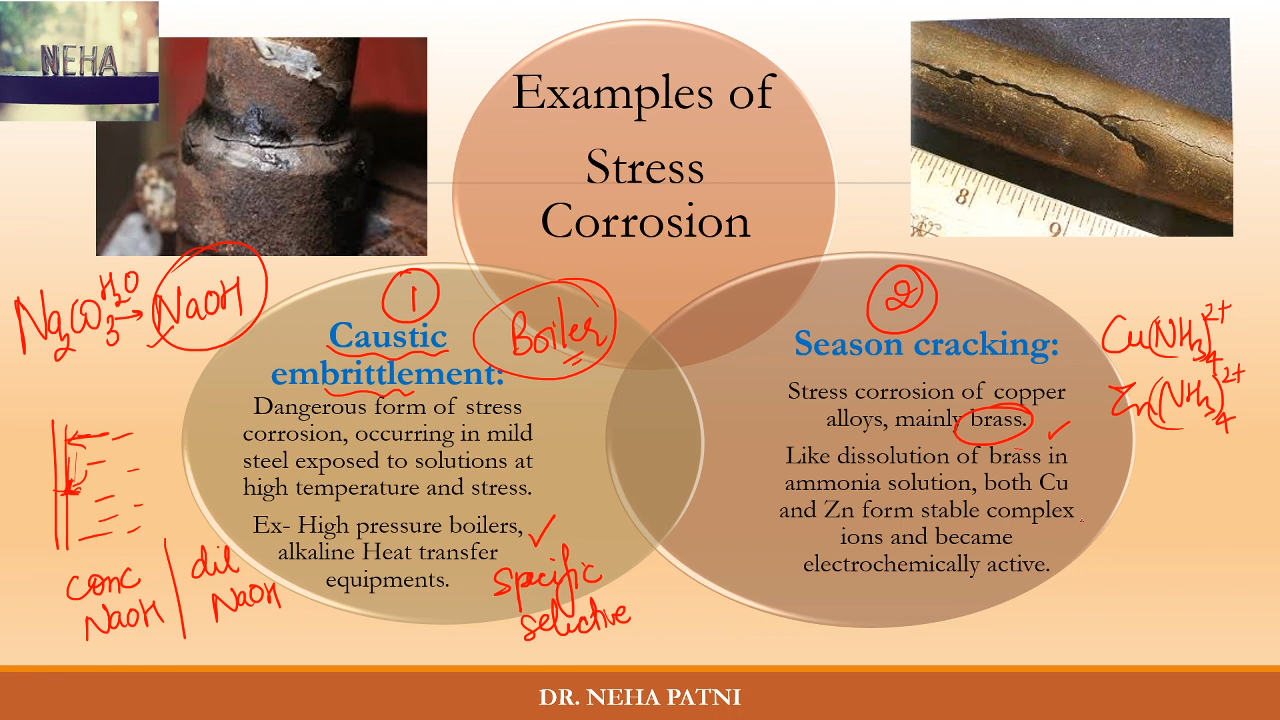 NEHA
Examples of
Stress
Corrosion
8
9
Na2CO3 H2O → NaOH
1
Boiler
2
Caustic
embrittlement:
Dangerous form of stress
corrosion, occurring in mild
steel exposed to solutions at
high temperature and stress.
Ex- High pressure boilers,
alkaline Heat transfer
equipments.
conc
NaOH
dil
NaOH
Specific
selective
Season cracking:
Stress corrosion of copper
alloys, mainly brass.
Like dissolution of brass in
ammonia solution, both Cu
and Zn form stable complex
ions and became
electrochemically active.
Cu(NH3)4 2+
Zn(NH3)4 2+
DR. NEHA PATNI